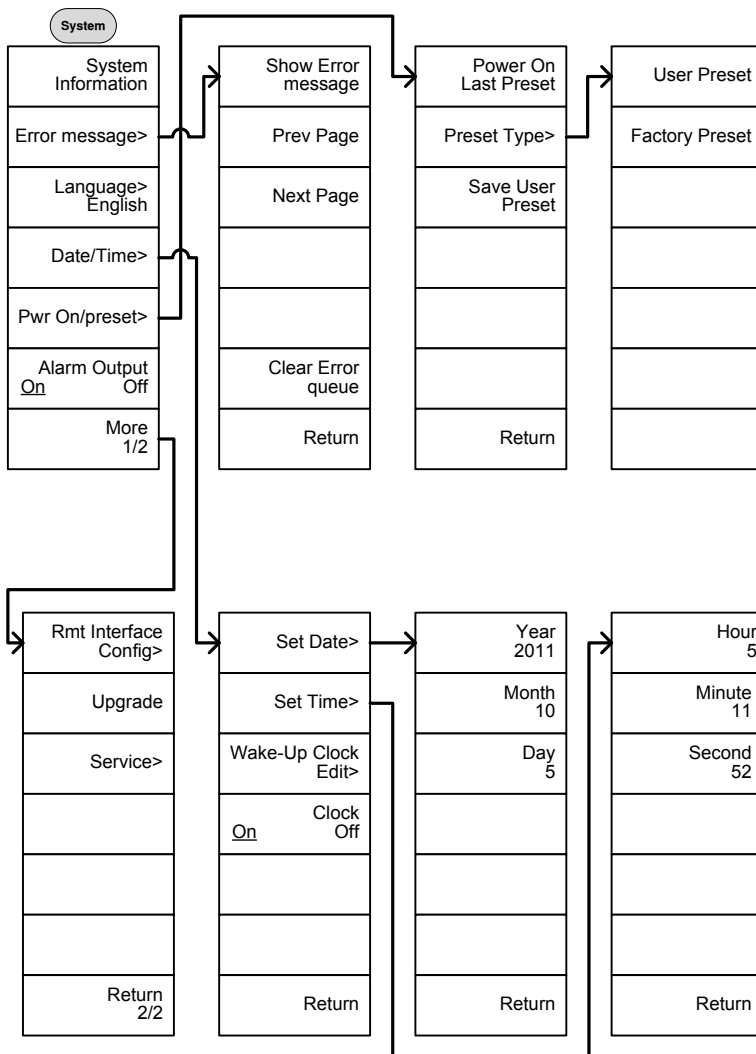 System
System
Information
Error message>
Language>
English
Date/Time>
Pwr On/preset>
Alarm Output
On Off
More
1/2
Show Error
message
Prev Page
Next Page
Clear Error
queue
Return
Power On
Last Preset
Preset Type>
Save User
Preset
Return
User Preset
Factory Preset
Rmt Interface
Config>
Upgrade
Service>
Return
2/2
Set Date>
Set Time>
Wake-Up Clock
Edit>
Clock
On Off
Return
Year
2011
Month
10
Day
5
Return
Hour
5
Minute
11
Second
52
Return